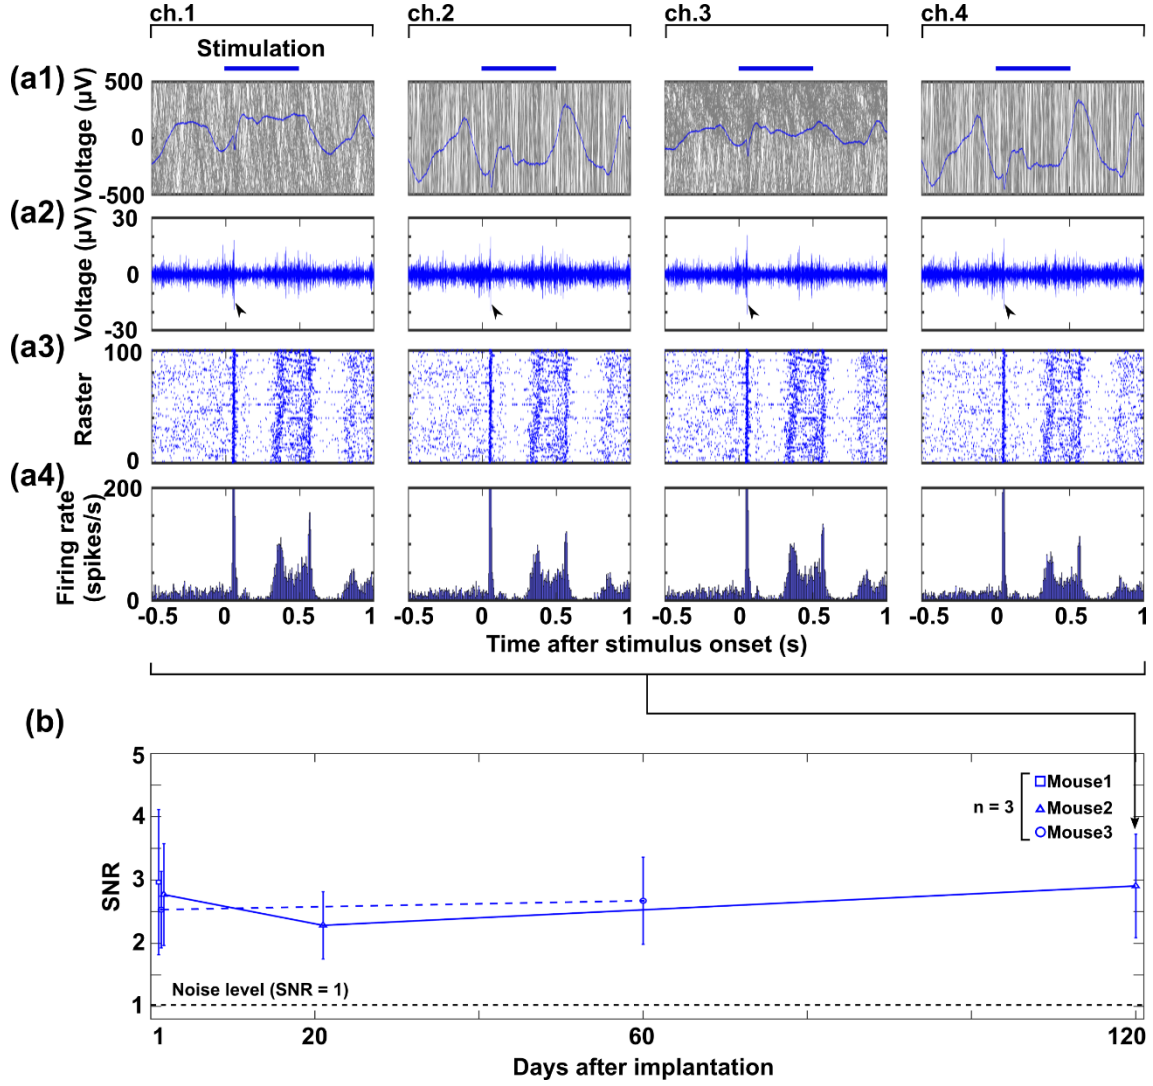 ch.1 ch.2 ch.3 ch.4
Stimulation
(a1)
Voltage (µV)
500
0
-500
(a2)
Voltage (µV)
30
0
-30
(a3)
Raster
100
0
(a4)
Firing rate
(spikes/s)
200
0
-0.5 0 0.5 1 -0.5 0 0.5 1 -0.5 0 0.5 1 -0.5 0 0.5 1
Time after stimulus onset (s)
(b)
SNR
5
4
3
2
1
n = 3
Mouse1
Mouse2
Mouse3
Noise level (SNR = 1)
1 20 60 120
Days after implantation